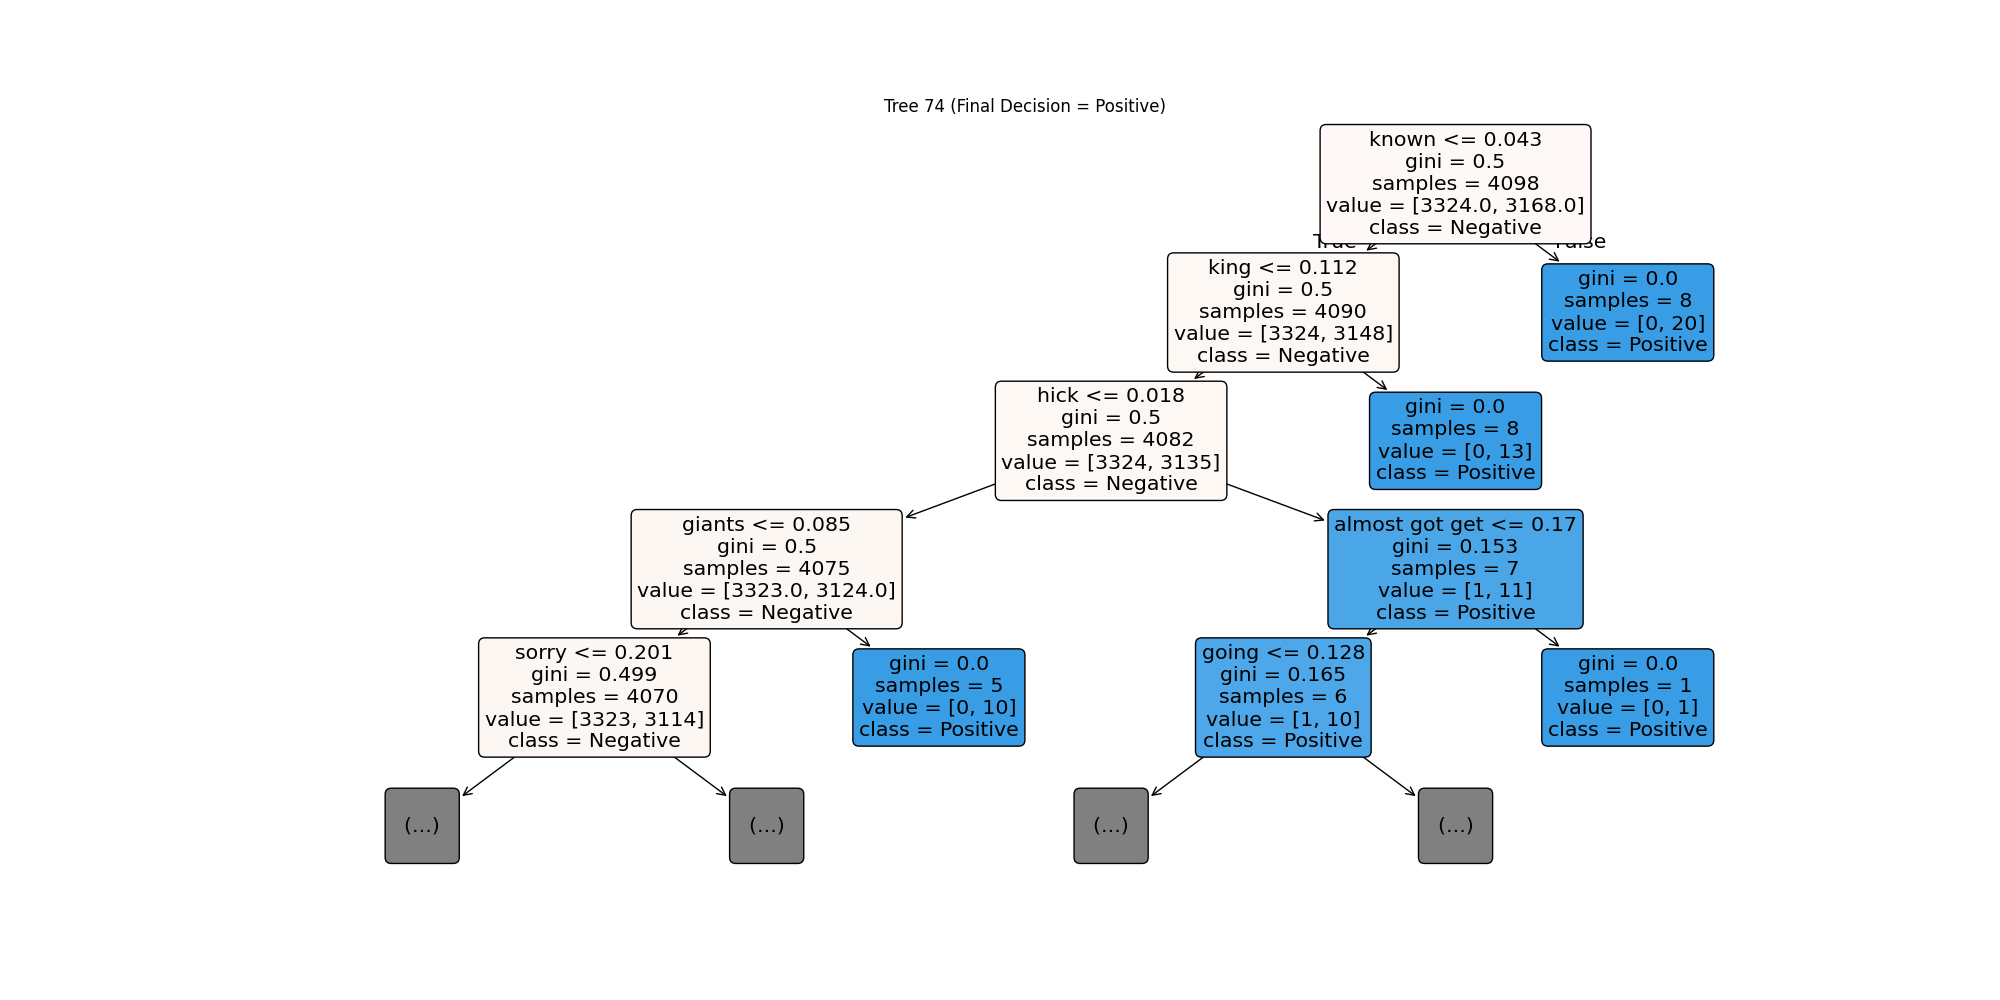 Tree 74 (Final Decision = Positive)
known <= 0.043
gini = 0.5
samples = 4098
value = [3324.0, 3168.0]
class = Negative
True
False
king <= 0.112
gini = 0.5
samples = 4090
value = [3324, 3148]
class = Negative
gini = 0.0
samples = 8
value = [0, 20]
class = Positive
hick <= 0.018
gini = 0.5
samples = 4082
value = [3324, 3135]
class = Negative
gini = 0.0
samples = 8
value = [0, 13]
class = Positive
giants <= 0.085
gini = 0.5
samples = 4075
value = [3323.0, 3124.0]
class = Negative
almost got get <= 0.17
gini = 0.153
samples = 7
value = [1, 11]
class = Positive
sorry <= 0.201
gini = 0.499
samples = 4070
value = [3323, 3114]
class = Negative
gini = 0.0
samples = 5
value = [0, 10]
class = Positive
going <= 0.128
gini = 0.165
samples = 6
value = [1, 10]
class = Positive
gini = 0.0
samples = 1
value = [0, 1]
class = Positive
(...)
(...)
(...)
(...)